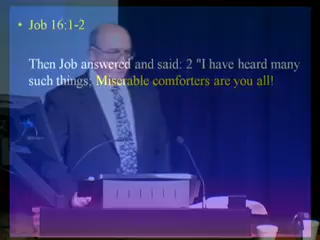 • Job 16:1-2
Then Job answered and said: 2 "I have heard many
such things; Miserable comforters are you all!